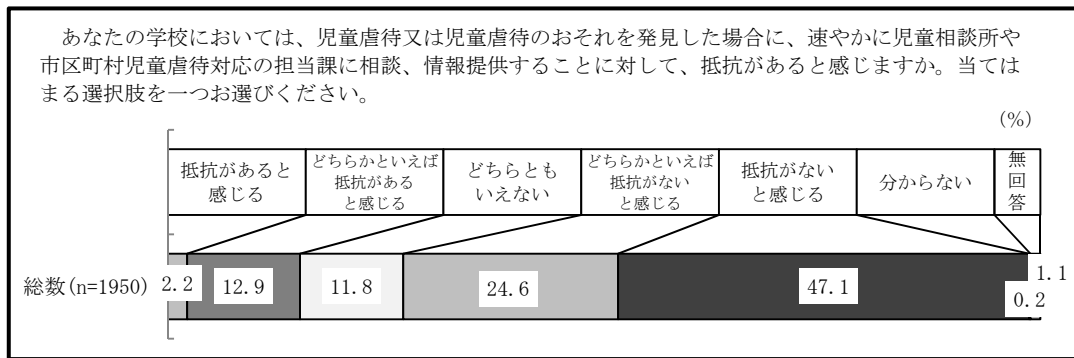 あなたの学校においては、児童虐待又は児童虐待のおそれを発見した場合に、速やかに児童相談所や
市区町村児童虐待対応の担当課に相談、情報提供することに対して、抵抗があると感じますか。当ては
まる選択肢を一つお選びください。
(%)
抵抗があると
感じる
どちらかといえば
抵抗がある
と感じる
どちらとも
いえない
どちらかといえば
抵抗がない
と感じる
抵抗がない
と感じる
分からない
無
回
答
総数(n=1950)
2.2
12.9
11.8
24.6
47.1
0.2
1.1